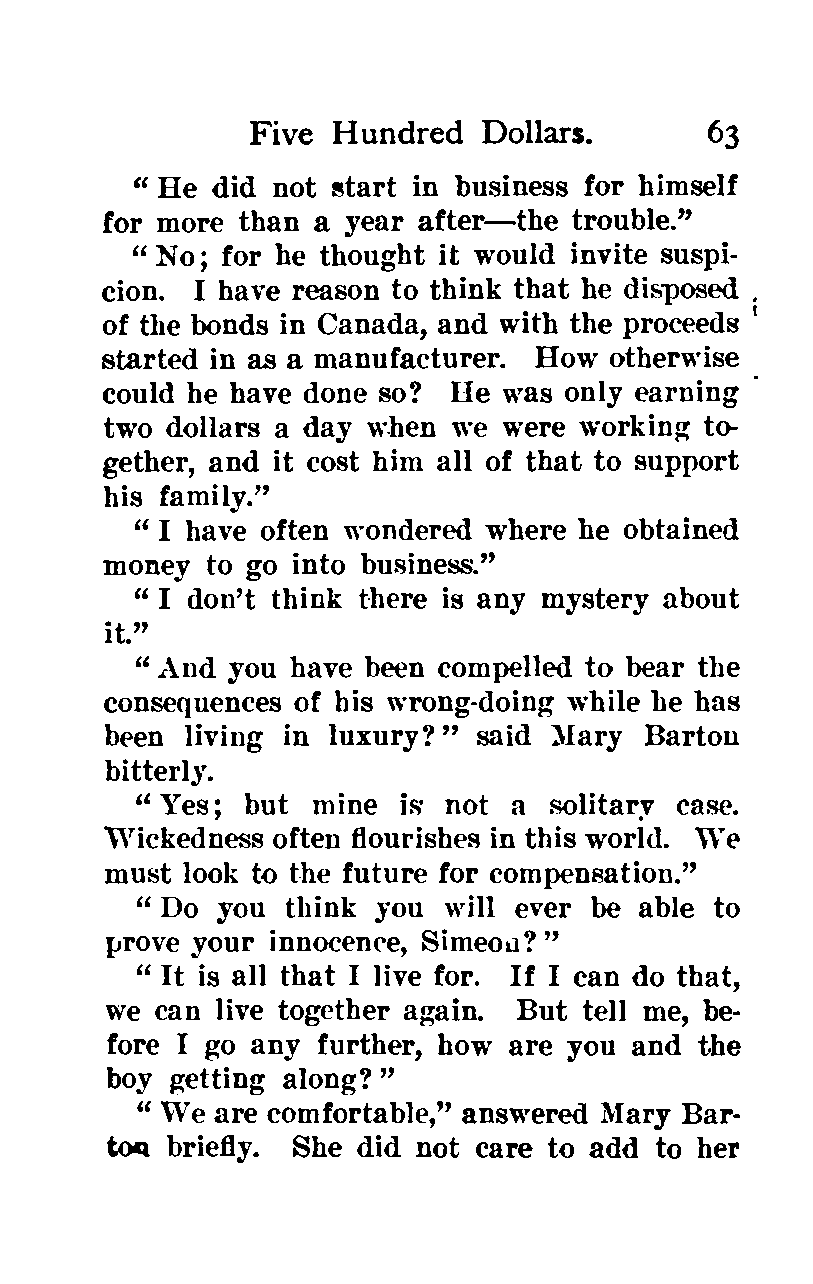 Five Hundred Dollars. 63
“ He did not start in business for himself
for more than a year after—the trouble.”
“ No; for he thought it would invite suspi-
cion. I have reason to think that he disposed
of the bonds in Canada, and with the proceeds
started in as a manufacturer. How otherwise
could he have done so? He was only earning
two dollars a day when we were working to-
gether, and it cost him all of that to support
his family.”
“ I have often wondered where he obtained
money to go into business.”
“ I don’t think there is any mystery about
it.”
“ And you have been compelled to bear the
consequences of his wrong-doing while he has
been living in luxury? ” said Mary Barton
bitterly.
“ Yes; but mine is not a solitary case.
Wickedness often flourishes in this world. We
must look to the future for compensation.”
“ Do you think you will ever be able to
prove your innocence, Simeon? ”
“ It is all that I live for. If I can do that,
we can live together again. But tell me, be-
fore I go any further, how are you and the
boy getting along? ”
“ We are comfortable,” answered Mary Bar-
ton briefly. She did not care to add to her